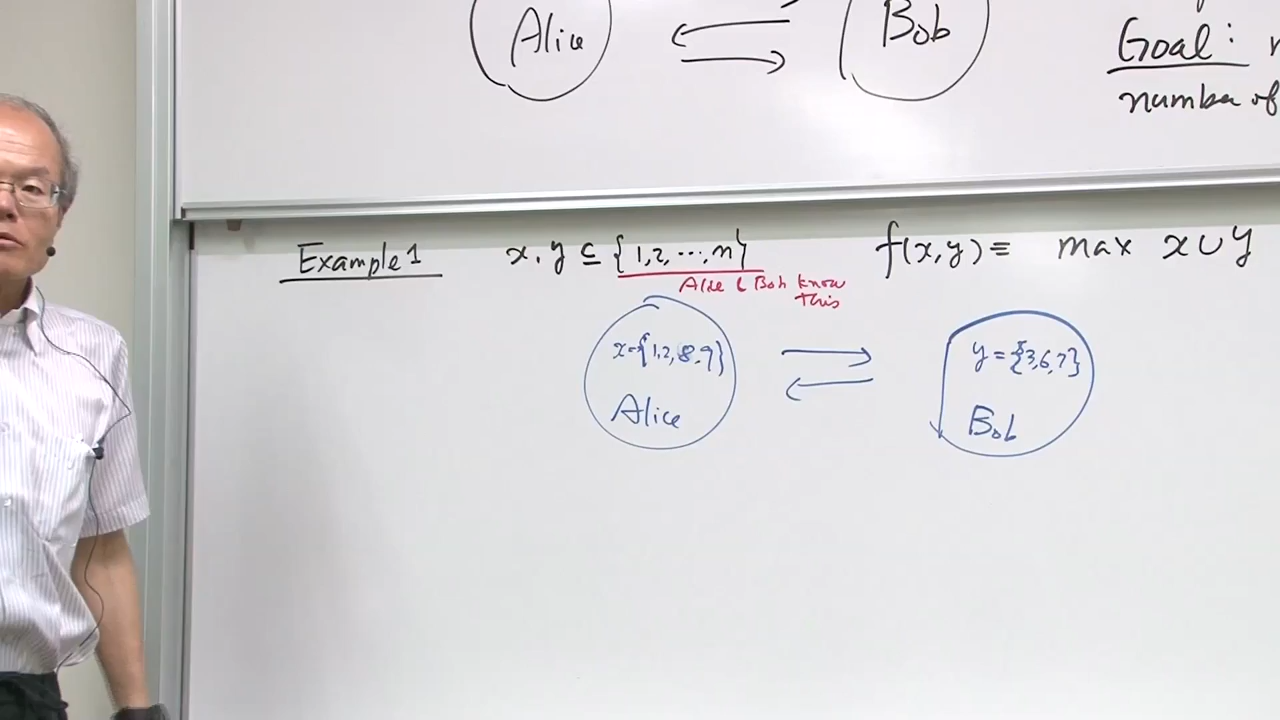 Alice
Bob
Goal:
number of
Example 1 x, y ⊆ {1,2,⋯,n} f(x,y) ≡ max x ∪ y
Alice & Bob know
this
x={1,2,8,9}
Alice
y={3,6,7}
Bob